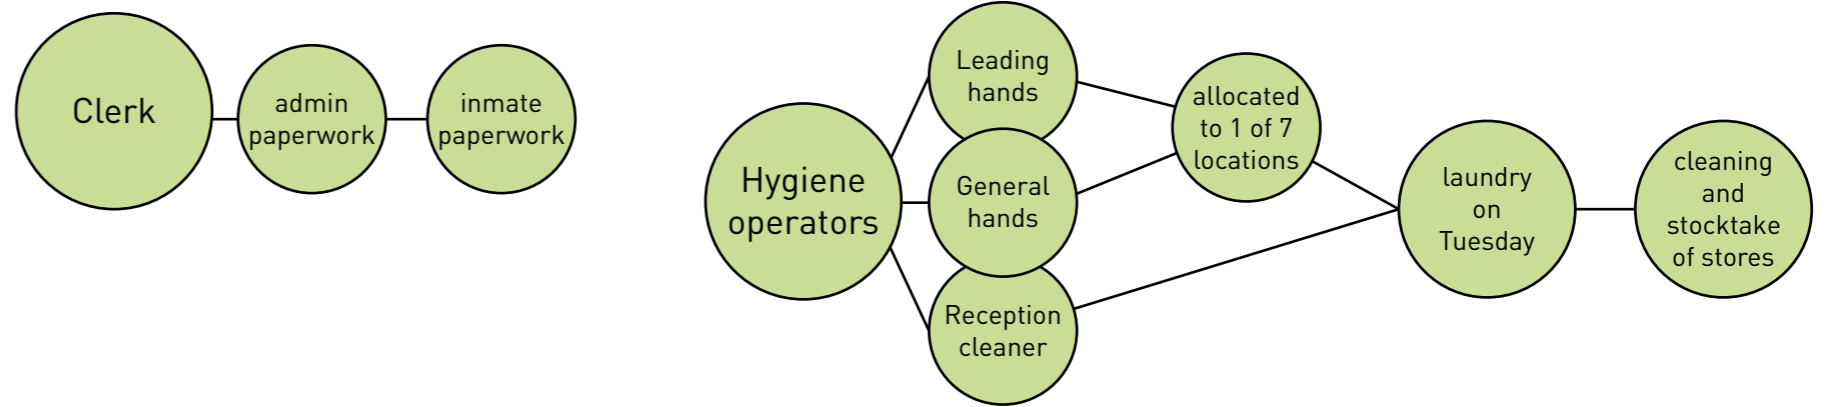 Clerk
admin
paperwork
inmate
paperwork
Hygiene
operators
Leading
hands
General
hands
Reception
cleaner
allocated
to 1 of 7
locations
laundry
on
Tuesday
cleaning
and
stocktake
of stores